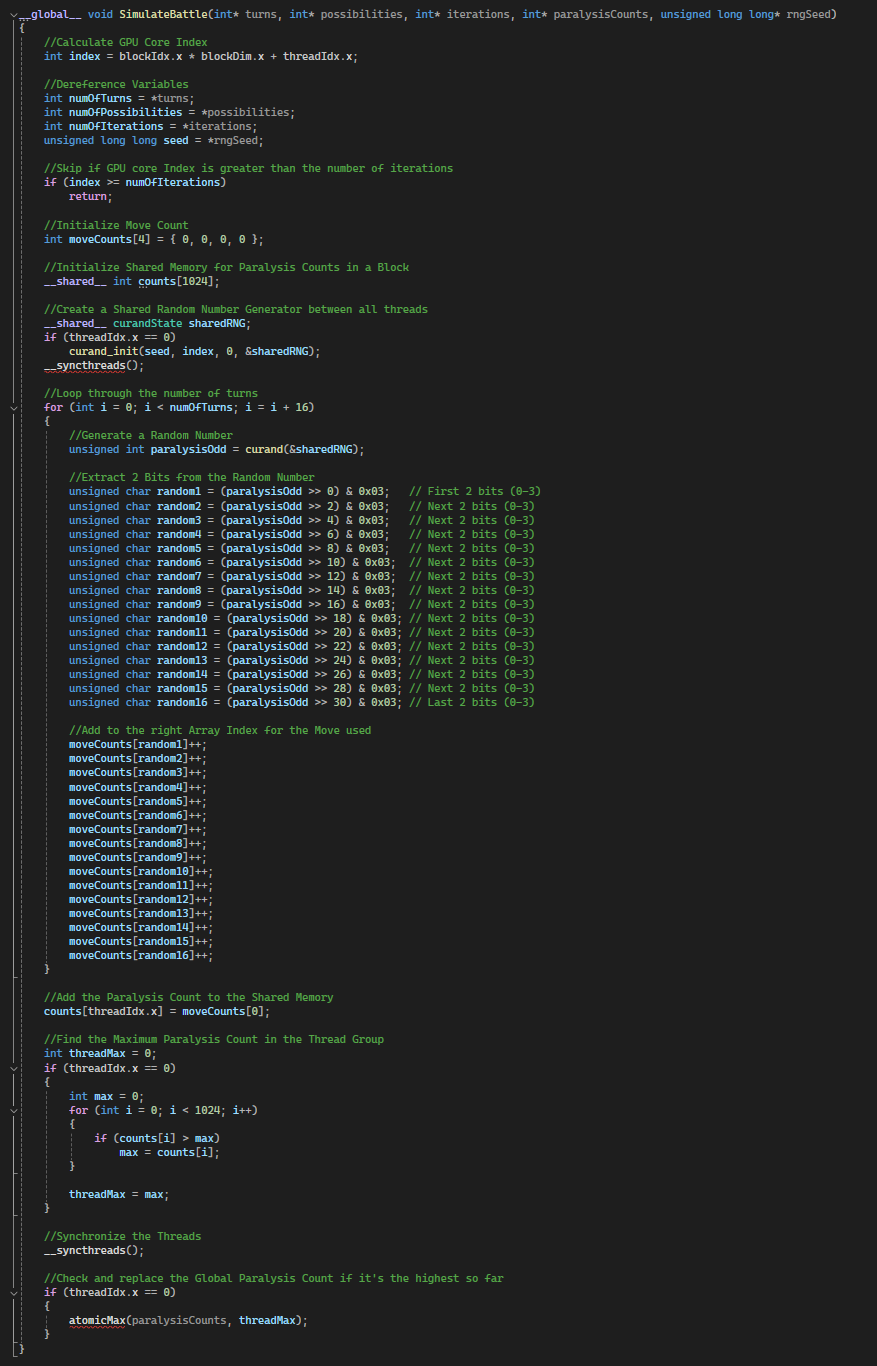 __global__ void SimulateBattle(int* turns, int* possibilities, int* iterations, int* paralysisCounts, unsigned long long* rngSeed)
{
    //Calculate GPU Core Index
    int index = blockIdx.x * blockDim.x + threadIdx.x;

    //Dereference Variables
    int numOfTurns = *turns;
    int numOfPossibilities = *possibilities;
    int numOfIterations = *iterations;
    unsigned long long seed = *rngSeed;

    //Skip if GPU core Index is greater than the number of iterations
    if (index >= numOfIterations)
        return;

    //Initialize Move Count
    int moveCounts[4] = { 0, 0, 0, 0 };

    //Initialize Shared Memory for Paralysis Counts in a Block
    __shared__ int counts[1024];

    //Create a Shared Random Number Generator between all threads
    __shared__ curandState sharedRNG;
    if (threadIdx.x == 0)
        curand_init(seed, index, 0, &sharedRNG);
    __syncthreads();

    //Loop through the number of turns
    for (int i = 0; i < numOfTurns; i = i + 16)
    {
        //Generate a Random Number
        unsigned int paralysisOdd = curand(&sharedRNG);

        //Extract 2 Bits from the Random Number
        unsigned char random1 = (paralysisOdd >> 0) & 0x03;   // First 2 bits (0-3)
        unsigned char random2 = (paralysisOdd >> 2) & 0x03;   // Next 2 bits (0-3)
        unsigned char random3 = (paralysisOdd >> 4) & 0x03;   // Next 2 bits (0-3)
        unsigned char random4 = (paralysisOdd >> 6) & 0x03;   // Next 2 bits (0-3)
        unsigned char random5 = (paralysisOdd >> 8) & 0x03;   // Next 2 bits (0-3)
        unsigned char random6 = (paralysisOdd >> 10) & 0x03;  // Next 2 bits (0-3)
        unsigned char random7 = (paralysisOdd >> 12) & 0x03;  // Next 2 bits (0-3)
        unsigned char random8 = (paralysisOdd >> 14) & 0x03;  // Next 2 bits (0-3)
        unsigned char random9 = (paralysisOdd >> 16) & 0x03;  // Next 2 bits (0-3)
        unsigned char random10 = (paralysisOdd >> 18) & 0x03; // Next 2 bits (0-3)
        unsigned char random11 = (paralysisOdd >> 20) & 0x03; // Next 2 bits (0-3)
        unsigned char random12 = (paralysisOdd >> 22) & 0x03; // Next 2 bits (0-3)
        unsigned char random13 = (paralysisOdd >> 24) & 0x03; // Next 2 bits (0-3)
        unsigned char random14 = (paralysisOdd >> 26) & 0x03; // Next 2 bits (0-3)
        unsigned char random15 = (paralysisOdd >> 28) & 0x03; // Next 2 bits (0-3)
        unsigned char random16 = (paralysisOdd >> 30) & 0x03; // Last 2 bits (0-3)

        //Add to the right Array Index for the Move used
        moveCounts[random1]++;
        moveCounts[random2]++;
        moveCounts[random3]++;
        moveCounts[random4]++;
        moveCounts[random5]++;
        moveCounts[random6]++;
        moveCounts[random7]++;
        moveCounts[random8]++;
        moveCounts[random9]++;
        moveCounts[random10]++;
        moveCounts[random11]++;
        moveCounts[random12]++;
        moveCounts[random13]++;
        moveCounts[random14]++;
        moveCounts[random15]++;
        moveCounts[random16]++;
    }

    //Add the Paralysis Count to the Shared Memory
    counts[threadIdx.x] = moveCounts[0];

    //Find the Maximum Paralysis Count in the Thread Group
    int threadMax = 0;
    if (threadIdx.x == 0)
    {
        int max = 0;
        for (int i = 0; i < 1024; i++)
        {
            if (counts[i] > max)
                max = counts[i];
        }

        threadMax = max;
    }

    //Synchronize the Threads
    __syncthreads();

    //Check and replace the Global Paralysis Count if it's the highest so far
    if (threadIdx.x == 0)
    {
        atomicMax(paralysisCounts, threadMax);
    }
}